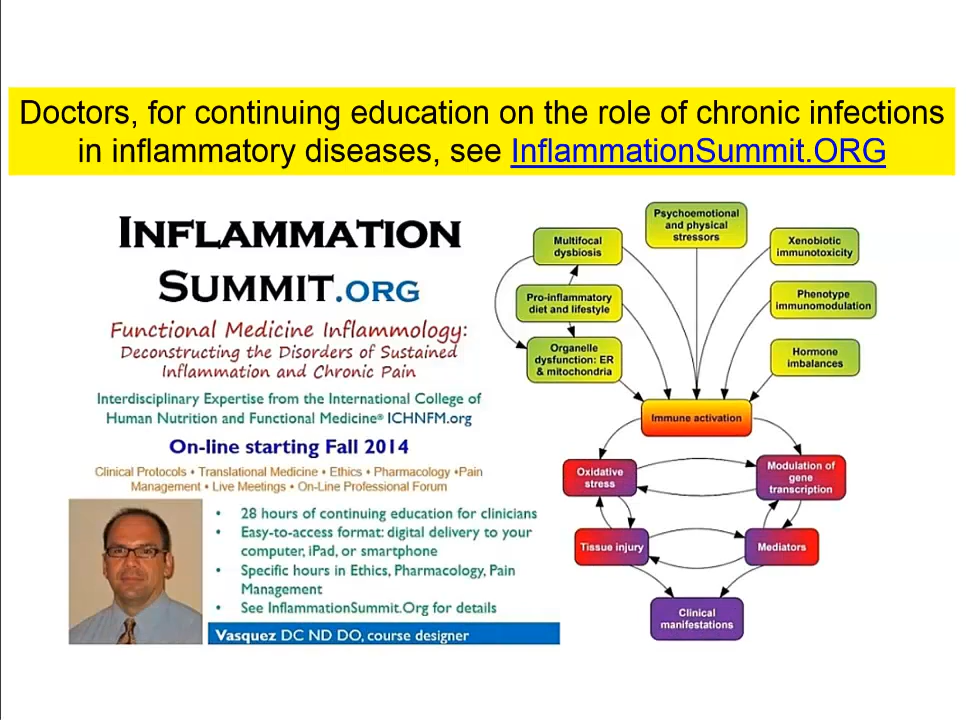 Doctors, for continuing education on the role of chronic infections
in inflammatory diseases, see InflammationSummit.ORG
INFLAMMATION
SUMMIT.ORG
Functional Medicine Inflammology:
Deconstructing the Disorders of Sustained
Inflammation and Chronic Pain
Interdisciplinary Expertise from the International College of
Human Nutrition and Functional Medicine® ICHNFM.org
On-line starting Fall 2014
Clinical Protocols • Translational Medicine • Ethics • Pharmacology •Pain
Management • Live Meetings • On-Line Professional Forum
• 28 hours of continuing education for clinicians
• Easy-to-access format: digital delivery to your
computer, iPad, or smartphone
• Specific hours in Ethics, Pharmacology, Pain
Management
• See InflammationSummit.Org for details
Vasquez DC ND DO, course designer
Psychoemotional
and physical
stressors
Multifocal
dysbiosis
Xenobiotic
immunotoxicity
Pro-inflammatory
diet and lifestyle
Phenotype
immunomodulation
Organelle
dysfunction: ER
& mitochondria
Hormone
imbalances
Immune activation
Oxidative
stress
Modulation of
gene
transcription
Tissue injury
Mediators
Clinical
manifestations